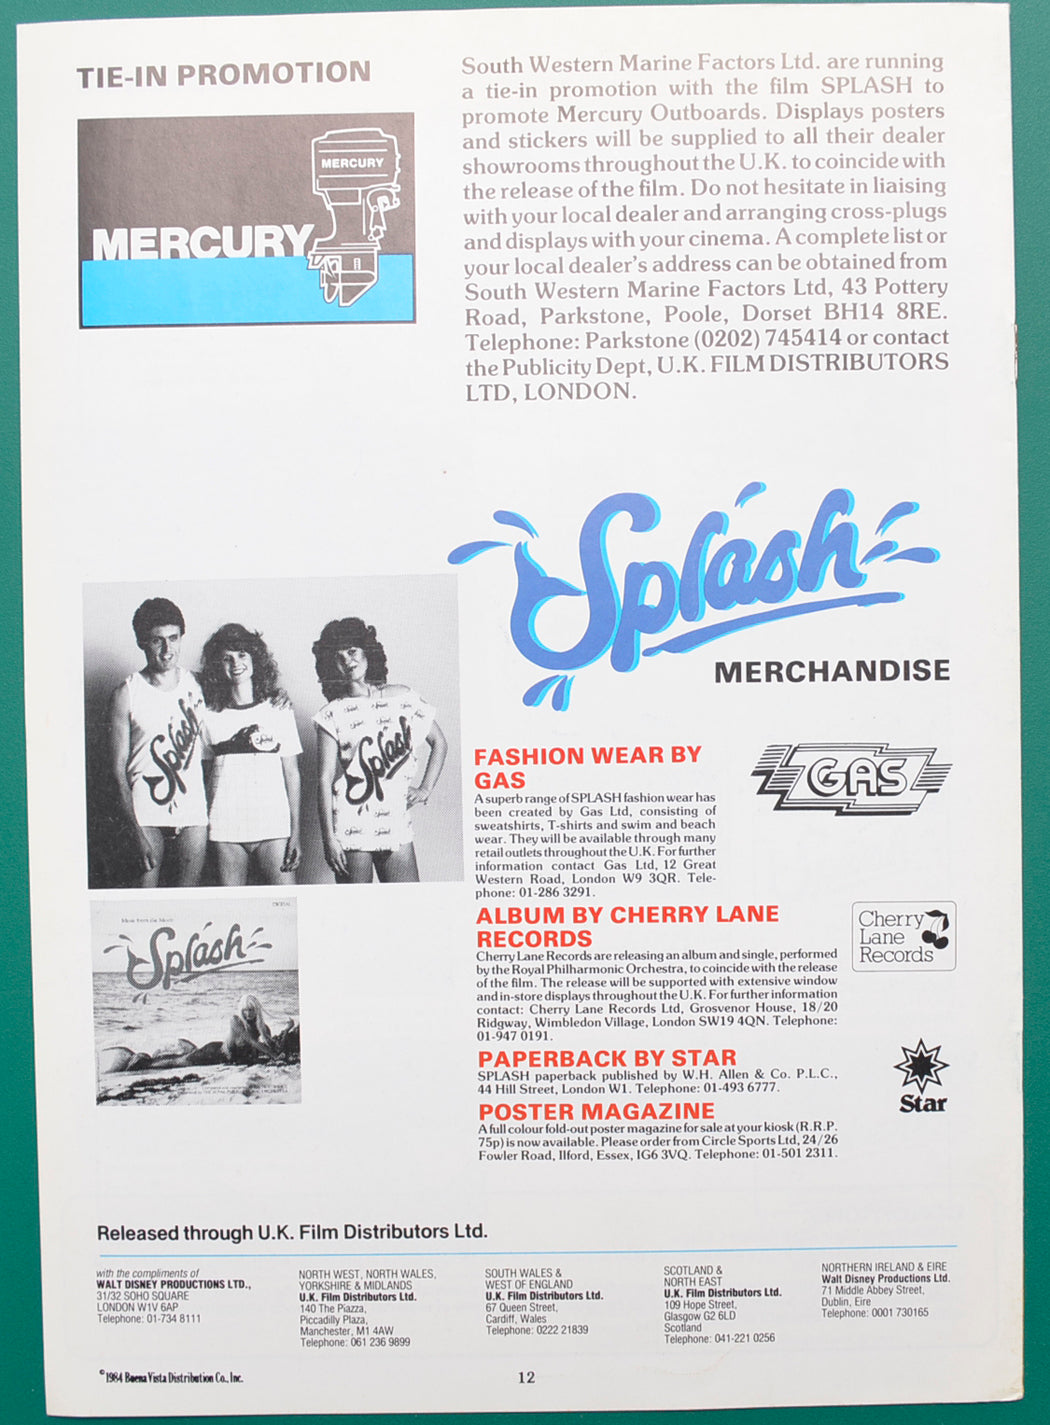 TIE-IN PROMOTION
MERCURY
MERCURY
South Western Marine Factors Ltd. are running
a tie-in promotion with the film SPLASH to
promote Mercury Outboards. Displays posters
and stickers will be supplied to all their dealer
showrooms throughout the U.K. to coincide with
the release of the film. Do not hesitate in liaising
with your local dealer and arranging cross-plugs
and displays with your cinema. A complete list or
your local dealer's address can be obtained from
South Western Marine Factors Ltd, 43 Pottery
Road, Parkstone, Poole, Dorset BH14 8RE.
Telephone: Parkstone (0202) 745414 or contact
the Publicity Dept, U.K. FILM DISTRIBUTORS
LTD, LONDON.
Splash
MERCHANDISE
Splash
Splash
FASHION WEAR BY
GAS
GAS
A superb range of SPLASH fashion wear has
been created by Gas Ltd, consisting of
sweatshirts, T-shirts and swim and beach
wear. They will be available through many
retail outlets throughout the U.K. For further
information contact Gas Ltd, 12 Great
Western Road, London W9 3QR. Tele-
phone: 01-286 3291.
Music from the Movie
Splash
ALBUM BY CHERRY LANE
RECORDS
Cherry
Lane
Records
Cherry Lane Records are releasing an album and single, performed
by the Royal Philharmonic Orchestra, to coincide with the release
of the film. The release will be supported with extensive window
and in-store displays throughout the U.K. For further information
contact: Cherry Lane Records Ltd, Grosvenor House, 18/20
Ridgway, Wimbledon Village, London SW19 4QN. Telephone:
01-947 0191.
PAPERBACK BY STAR
SPLASH paperback published by W.H. Allen & Co. P.L.C.,
44 Hill Street, London W1. Telephone: 01-493 6777.
Star
POSTER MAGAZINE
A full colour fold-out poster magazine for sale at your kiosk (R.R.P.
75p) is now available. Please order from Circle Sports Ltd, 24/26
Fowler Road, Ilford, Essex, IG6 3VQ. Telephone: 01-501 2311.
Released through U.K. Film Distributors Ltd.
with the compliments of
WALT DISNEY PRODUCTIONS LTD.,
31/32 SOHO SQUARE
LONDON W1V 6AP
Telephone: 01-734 8111
NORTH WEST, NORTH WALES,
YORKSHIRE & MIDLANDS
U.K. Film Distributors Ltd.
140 The Piazza,
Piccadilly Plaza,
Manchester, M1 4AW
Telephone: 061 236 9899
SOUTH WALES &
WEST OF ENGLAND
U.K. Film Distributors Ltd.
67 Queen Street,
Cardiff, Wales
Telephone: 0222 21839
SCOTLAND &
NORTH EAST
U.K. Film Distributors Ltd.
109 Hope Street,
Glasgow G2 6LD
Scotland
Telephone: 041-221 0256
NORTHERN IRELAND & EIRE
Walt Disney Productions Ltd.
71 Middle Abbey Street,
Dublin, Eire
Telephone: 0001 730165
©1984 Buena Vista Distribution Co., Inc.
12